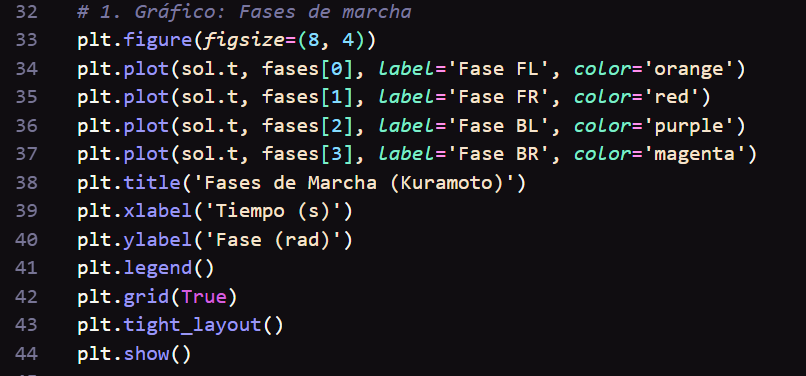 32 # 1. Gráfico: Fases de marcha
33 plt.figure(figsize=(8, 4))
34 plt.plot(sol.t, fases[0], label='Fase FL', color='orange')
35 plt.plot(sol.t, fases[1], label='Fase FR', color='red')
36 plt.plot(sol.t, fases[2], label='Fase BL', color='purple')
37 plt.plot(sol.t, fases[3], label='Fase BR', color='magenta')
38 plt.title('Fases de Marcha (Kuramoto)')
39 plt.xlabel('Tiempo (s)')
40 plt.ylabel('Fase (rad)')
41 plt.legend()
42 plt.grid(True)
43 plt.tight_layout()
44 plt.show()